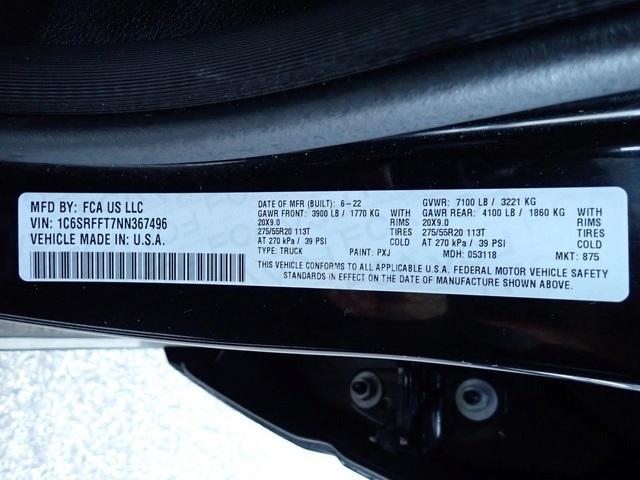 MFD BY: FCA US LLC
VIN: 1C6SRFFT7NN367496
VEHICLE MADE IN: U.S.A.
DATE OF MFR (BUILT): 6-22 GVWR: 7100 LB / 3221 KG
GAWR FRONT: 3900 LB / 1770 KG WITH GAWR REAR: 4100 LB / 1860 KG WITH
20X9.0 RIMS 20X9.0 RIMS
275/55R20 113T TIRES 275/55R20 113T TIRES
AT 270 kPa / 39 PSI COLD AT 270 kPa / 39 PSI COLD
TYPE: TRUCK PAINT: PXJ MDH: 053118 MKT: 875
THIS VEHICLE CONFORMS TO ALL APPLICABLE U.S.A. FEDERAL MOTOR VEHICLE SAFETY
STANDARDS IN EFFECT ON THE DATE OF MANUFACTURE SHOWN ABOVE.